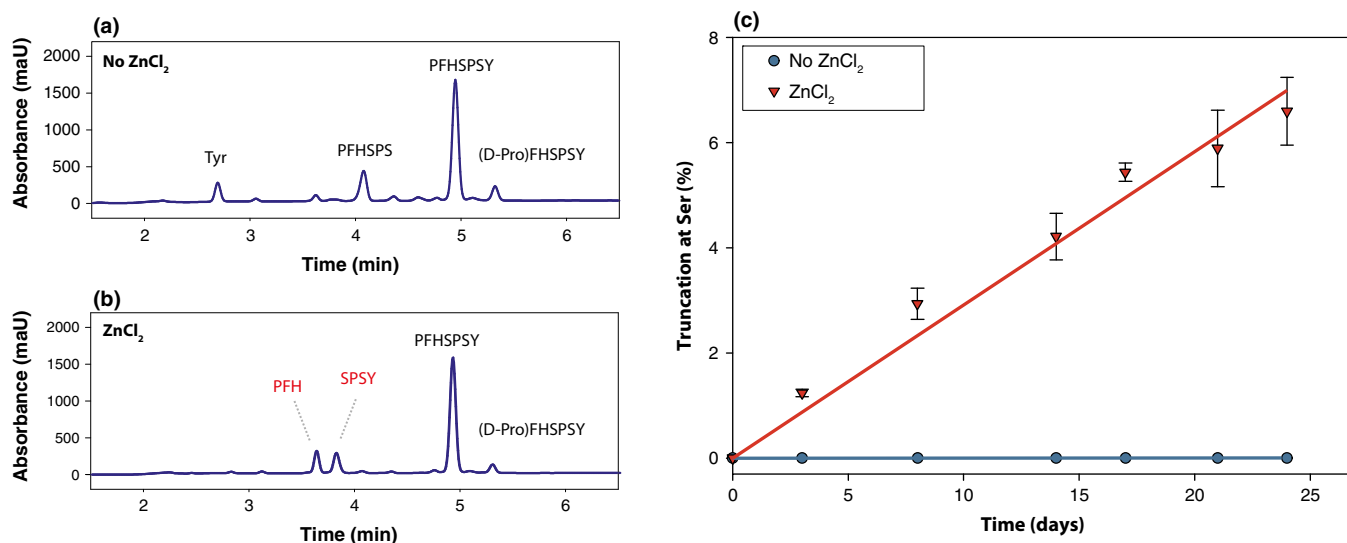 (a)
No ZnCl₂
Absorbance (maU)
2000
1500
1000
500
0
Tyr
PFHSPS
PFHSPSY
(D-Pro)FHSPSY
2 3 4 5 6
Time (min)
(b)
ZnCl₂
Absorbance (maU)
2000
1500
1000
500
0
PFH
SPSY
PFHSPSY
(D-Pro)FHSPSY
2 3 4 5 6
Time (min)
(c)
No ZnCl₂
ZnCl₂
Truncation at Ser (%)
8
6
4
2
0
0 5 10 15 20 25
Time (days)